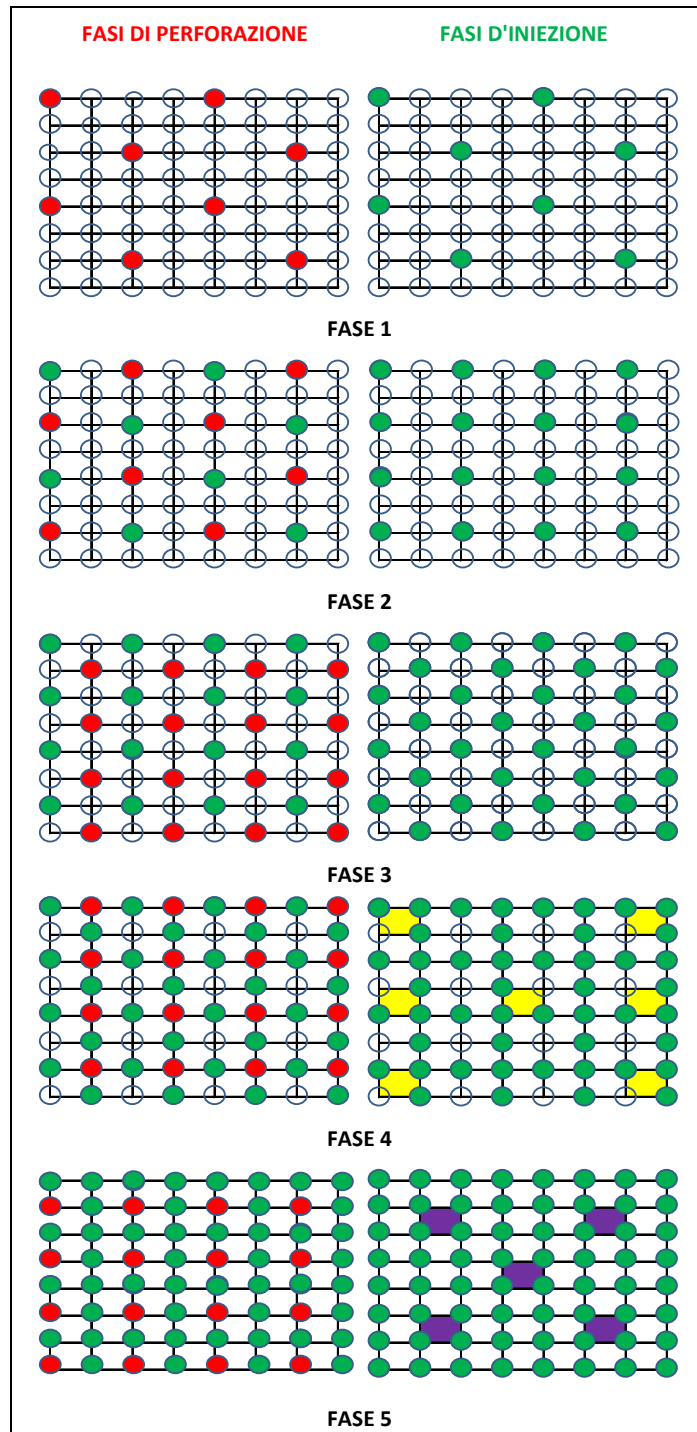 FASI DI PERFORAZIONE FASI D'INIEZIONE
FASE 1
FASE 2
FASE 3
FASE 4
FASE 5